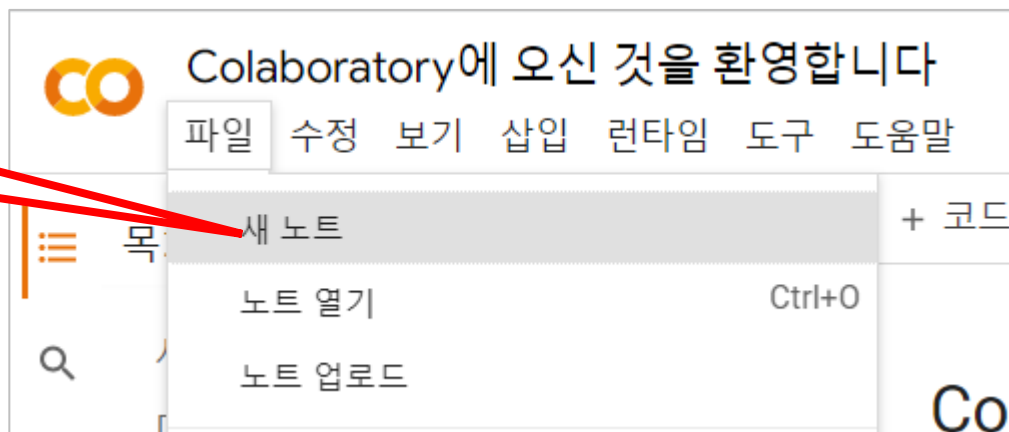 Colaboratory에 오신 것을 환영합니다
파일 수정 보기 삽입 런타임 도구 도움말
+ 코드
새 노트
노트 열기 Ctrl+O
노트 업로드